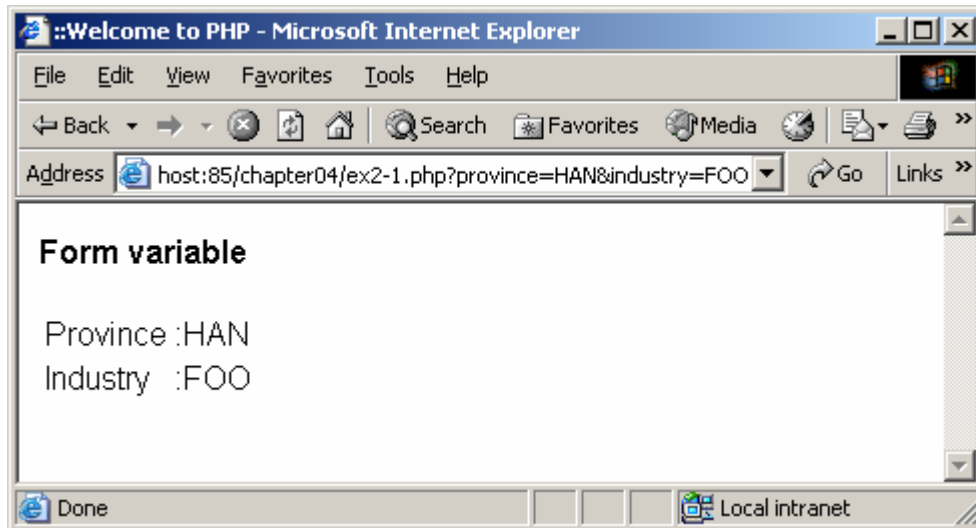 ::Welcome to PHP - Microsoft Internet Explorer
File Edit View Favorites Tools Help
Back Search Favorites Media
Address host:85/chapter04/ex2-1.php?province=HAN&industry=FOO Go Links
Form variable
Province :HAN
Industry :FOO
Done Local intranet